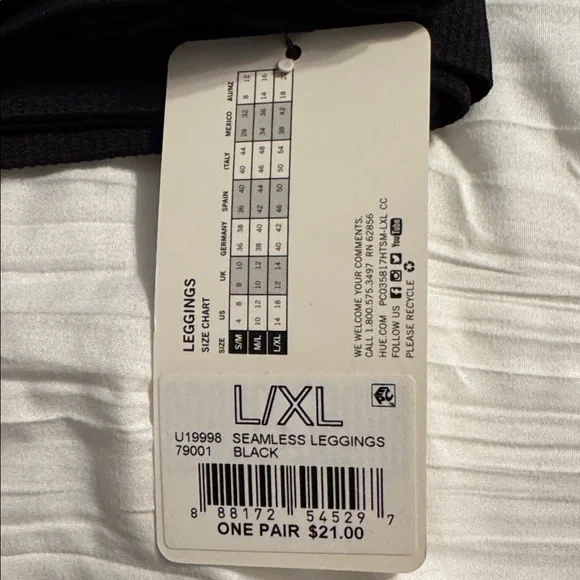 LEGGINGS
SIZE CHART
SIZE US UK GERMANY SPAIN ITALY MEXICO AU/NZ
S/M 4 8 8 10 36 38 36 40 40 44 28 32 8 12
M/L 10 12 10 12 38 40 42 44 46 48 34 36 14 16
L/XL 14 18 12 14 40 42 46 50 50 54 38 42 18
WE WELCOME YOUR COMMENTS.
CALL 1.800.575.3497 RN 62856
HUE.COM PC035817HTSM-LXL CC
FOLLOW US YouTube
PLEASE RECYCLE
L/XL
U19998 SEAMLESS LEGGINGS
79001 BLACK
8 88172 54529 7
ONE PAIR $21.00